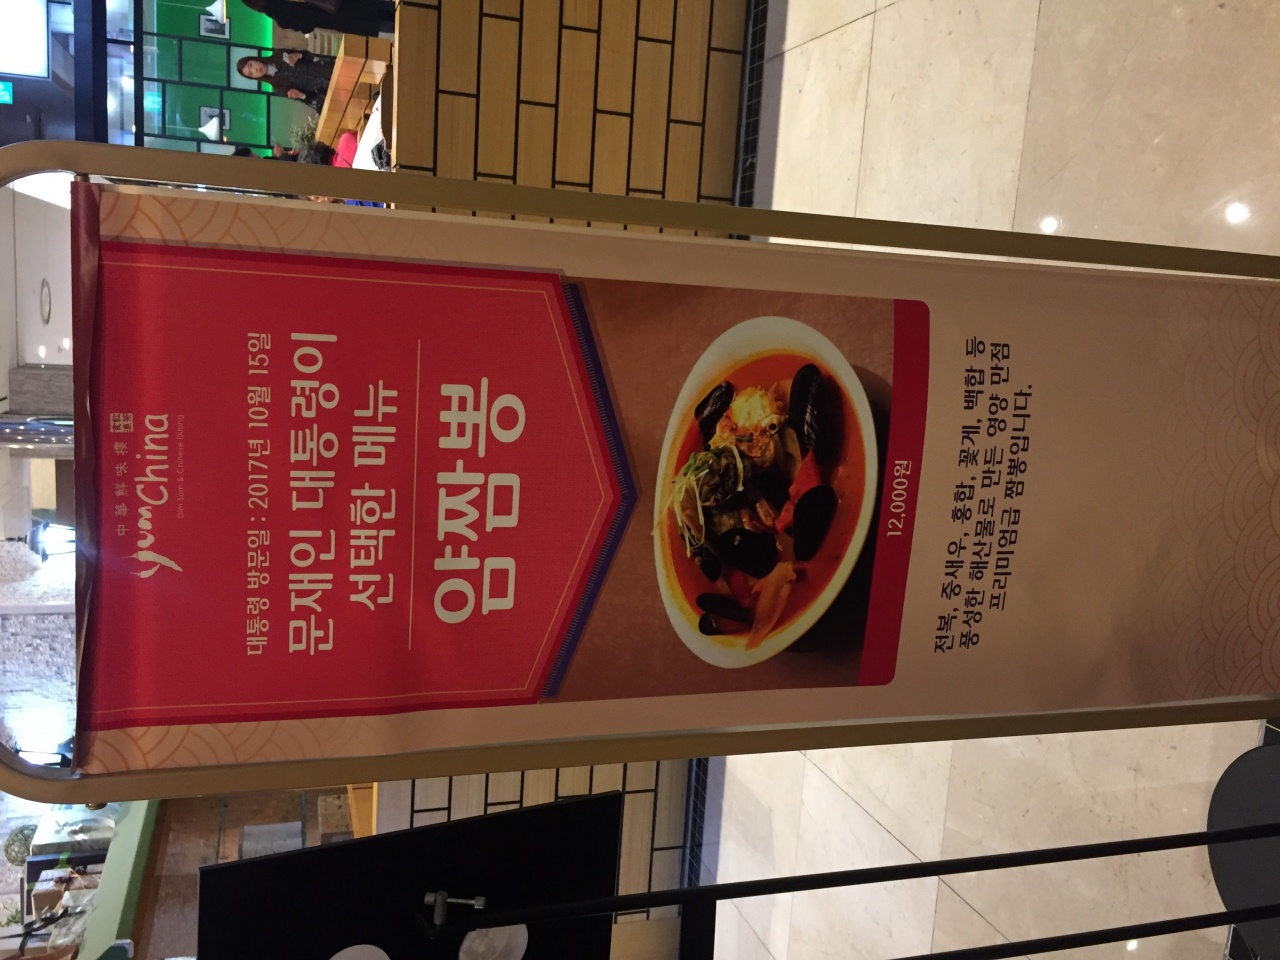 中華鮮味樓
yum China
Dim Sum & Chinese Dining
대통령 방문일 : 2017년 10월 15일
문재인 대통령이
선택한 메뉴
얌짬뽕
12,000원
전복, 중새우, 홍합, 꽃게, 백합 등
풍성한 해산물로 만든 영양 만점
프리미엄급 짬뽕입니다.